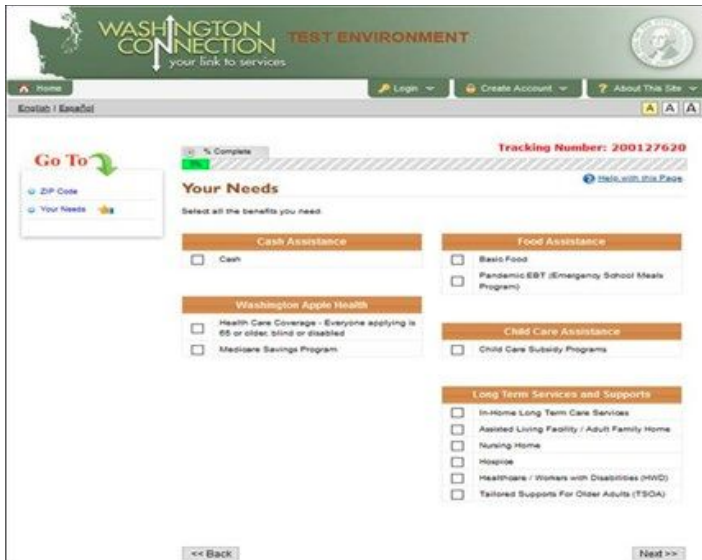 WASHINGTON
CONNECTION
your link to services
TEST ENVIRONMENT
Home
Login
Create Account
? About This Site
English | Español
A A A
Go To
ZIP Code
Your Needs
% Complete
Tracking Number: 200127620
Help with this Page
Your Needs
Select all the benefits you need.
Cash Assistance
Cash
Washington Apple Health
Health Care Coverage - Everyone applying is
65 or older, blind or disabled
Medicare Savings Program
Food Assistance
Basic Food
Pandemic EBT (Emergency School Meals
Program)
Child Care Assistance
Child Care Subsidy Programs
Long Term Services and Supports
In-Home Long Term Care Services
Assisted Living Facility / Adult Family Home
Nursing Home
Hospice
Healthcare / Workers with Disabilities (HWD)
Tailored Supports For Older Adults (TSOA)
<< Back
Next >>